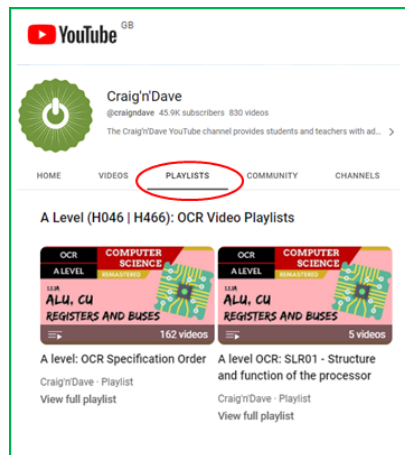 YouTube GB
Craig'n'Dave
@craigndave 45.9K subscribers 830 videos
The Craig'n'Dave YouTube channel provides students and teachers with ad...
HOME VIDEOS PLAYLISTS COMMUNITY CHANNELS
A Level (H046 | H466): OCR Video Playlists
OCR
A LEVEL
COMPUTER
SCIENCE
REMASTERED
ALU, CU
REGISTERS AND BUSES
162 videos
OCR
A LEVEL
COMPUTER
SCIENCE
REMASTERED
ALU, CU
REGISTERS AND BUSES
5 videos
A level: OCR Specification Order
Craig'n'Dave · Playlist
View full playlist
A level OCR: SLR01 - Structure
and function of the processor
Craig'n'Dave · Playlist
View full playlist